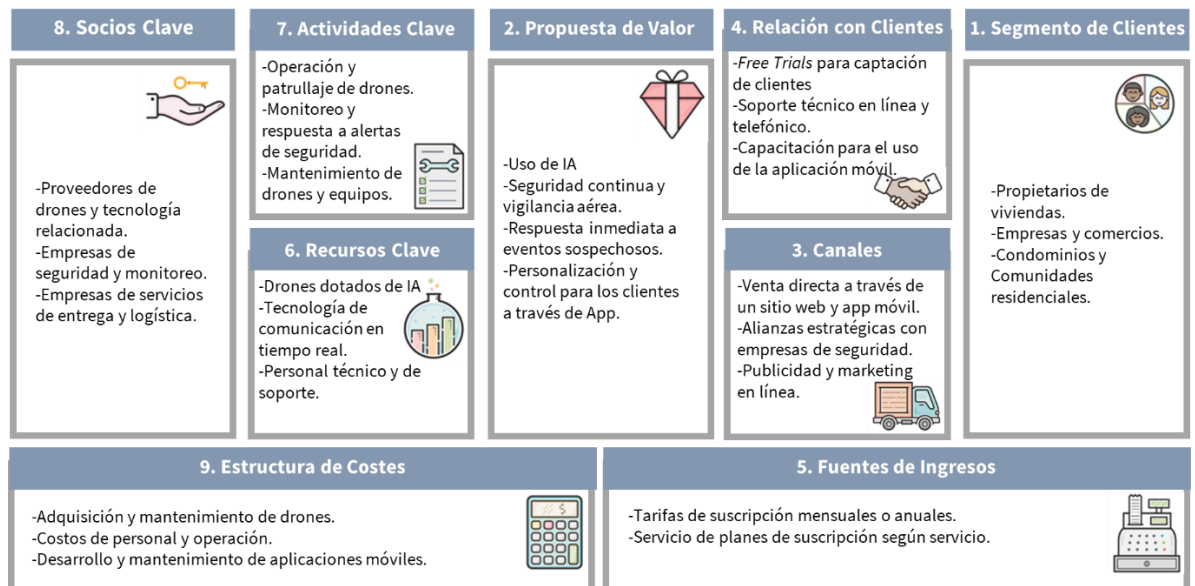 8. Socios Clave
-Proveedores de
drones y tecnología
relacionada.
-Empresas de
seguridad y monitoreo.
-Empresas de servicios
de entrega y logística.
7. Actividades Clave
-Operación y
patrullaje de drones.
-Monitoreo y
respuesta a alertas
de seguridad.
-Mantenimiento de
drones y equipos.
6. Recursos Clave
-Drones dotados de IA
-Tecnología de
comunicación en
tiempo real.
-Personal técnico y de
soporte.
2. Propuesta de Valor
-Uso de IA
-Seguridad continua y
vigilancia aérea.
-Respuesta inmediata a
eventos sospechosos.
-Personalización y
control para los clientes
a través de App.
4. Relación con Clientes
-Free Trials para captación
de clientes
-Soporte técnico en línea y
telefónico.
-Capacitación para el uso
de la aplicación móvil.
3. Canales
-Venta directa a través de
un sitio web y app móvil.
-Alianzas estratégicas con
empresas de seguridad.
-Publicidad y marketing
en línea.
1. Segmento de Clientes
-Propietarios de
viviendas.
-Empresas y comercios.
-Condominios y
Comunidades
residenciales.
9. Estructura de Costes
-Adquisición y mantenimiento de drones.
-Costos de personal y operación.
-Desarrollo y mantenimiento de aplicaciones móviles.
5. Fuentes de Ingresos
-Tarifas de suscripción mensuales o anuales.
-Servicio de planes de suscripción según servicio.